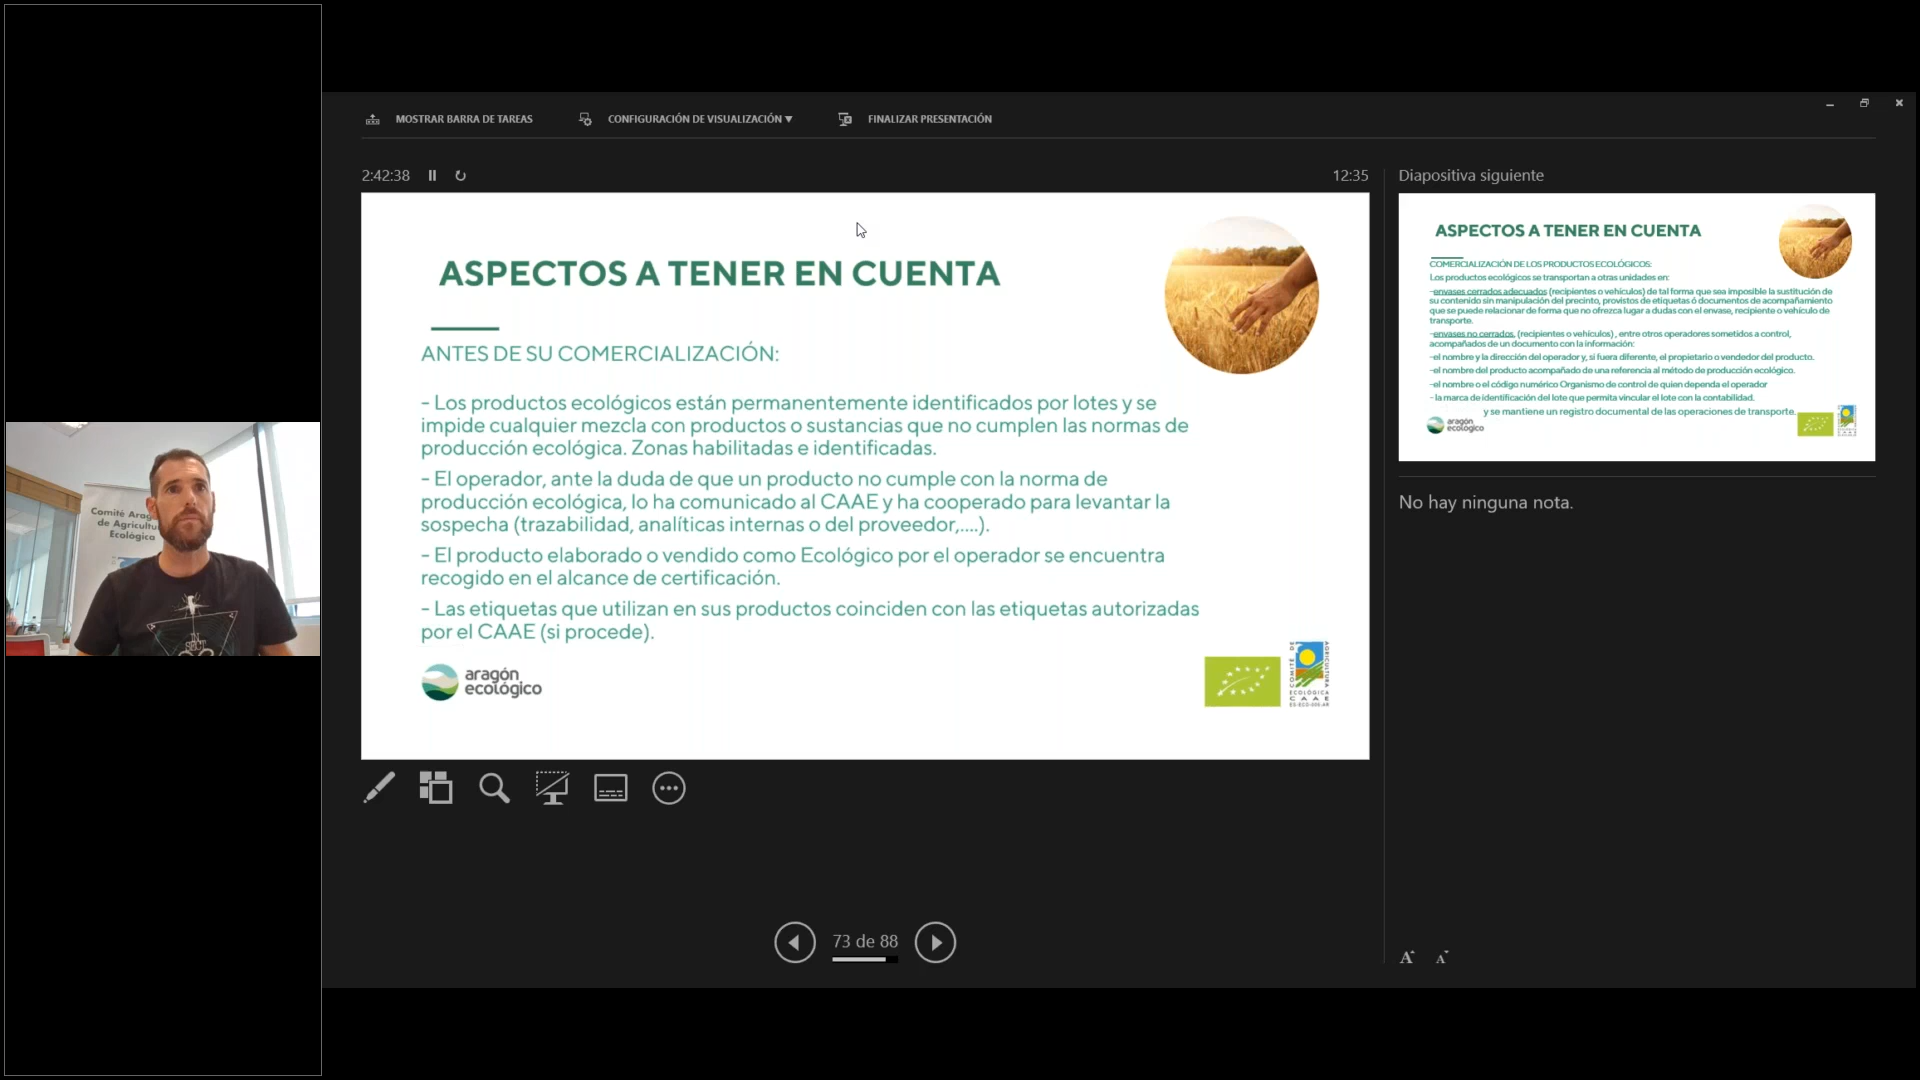 MOSTRAR BARRA DE TAREAS
CONFIGURACIÓN DE VISUALIZACIÓN ▼
FINALIZAR PRESENTACIÓN
2:42:38
12:35
ASPECTOS A TENER EN CUENTA
ANTES DE SU COMERCIALIZACIÓN:
- Los productos ecológicos están permanentemente identificados por lotes y se
impide cualquier mezcla con productos o sustancias que no cumplen las normas de
producción ecológica. Zonas habilitadas e identificadas.
- El operador, ante la duda de que un producto no cumple con la norma de
producción ecológica, lo ha comunicado al CAAE y ha cooperado para levantar la
sospecha (trazabilidad, analíticas internas o del proveedor,....).
- El producto elaborado o vendido como Ecológico por el operador se encuentra
recogido en el alcance de certificación.
- Las etiquetas que utilizan en sus productos coinciden con las etiquetas autorizadas
por el CAAE (si procede).
aragón
ecológico
COMITÉ DE
AGRICULTURA
ECOLÓGICA
CAAE
73 de 88
Diapositiva siguiente
ASPECTOS A TENER EN CUENTA
COMERCIALIZACIÓN DE LOS PRODUCTOS ECOLÓGICOS:
Los productos ecológicos se transportan a otras unidades en:
-envases cerrados adecuados (recipientes o vehículos) de tal forma que sea imposible la sustitución de
su contenido sin manipulación del precinto, provistos de etiquetas ó documentos de acompañamiento
que se puede relacionar de forma que no ofrezca lugar a dudas con el envase, recipiente o vehículo de
transporte.
-envases no cerrados, (recipientes o vehículos) , entre otros operadores sometidos a control,
acompañados de un documento con la información:
-el nombre y la dirección del operador y, si fuera diferente, el propietario o vendedor del producto.
-el nombre del producto acompañado de una referencia al método de producción ecológico.
-el nombre o el código numérico Organismo de control de quien dependa el operador
- la marca de identificación del lote que permita vincular el lote con la contabilidad.
y se mantiene un registro documental de las operaciones de transporte.
aragón
ecológico
No hay ninguna nota.
Comité Arag
de Agricultu
Ecológica